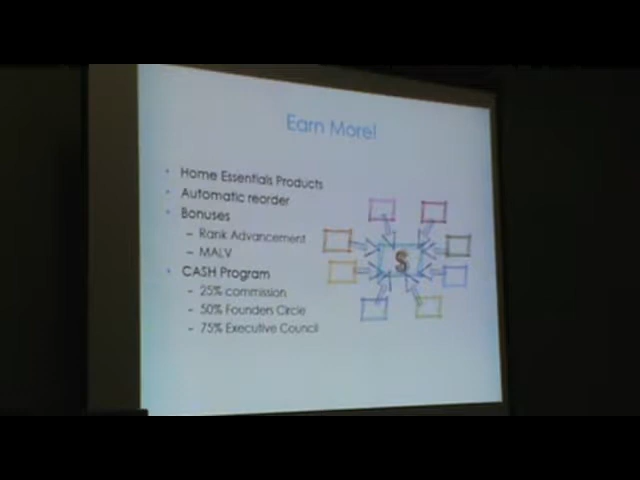 Earn More!
• Home Essentials Products
• Automatic reorder
• Bonuses
– Rank Advancement
– MALV
• CASH Program
– 25% commission
– 50% Founders Circle
– 75% Executive Council
$